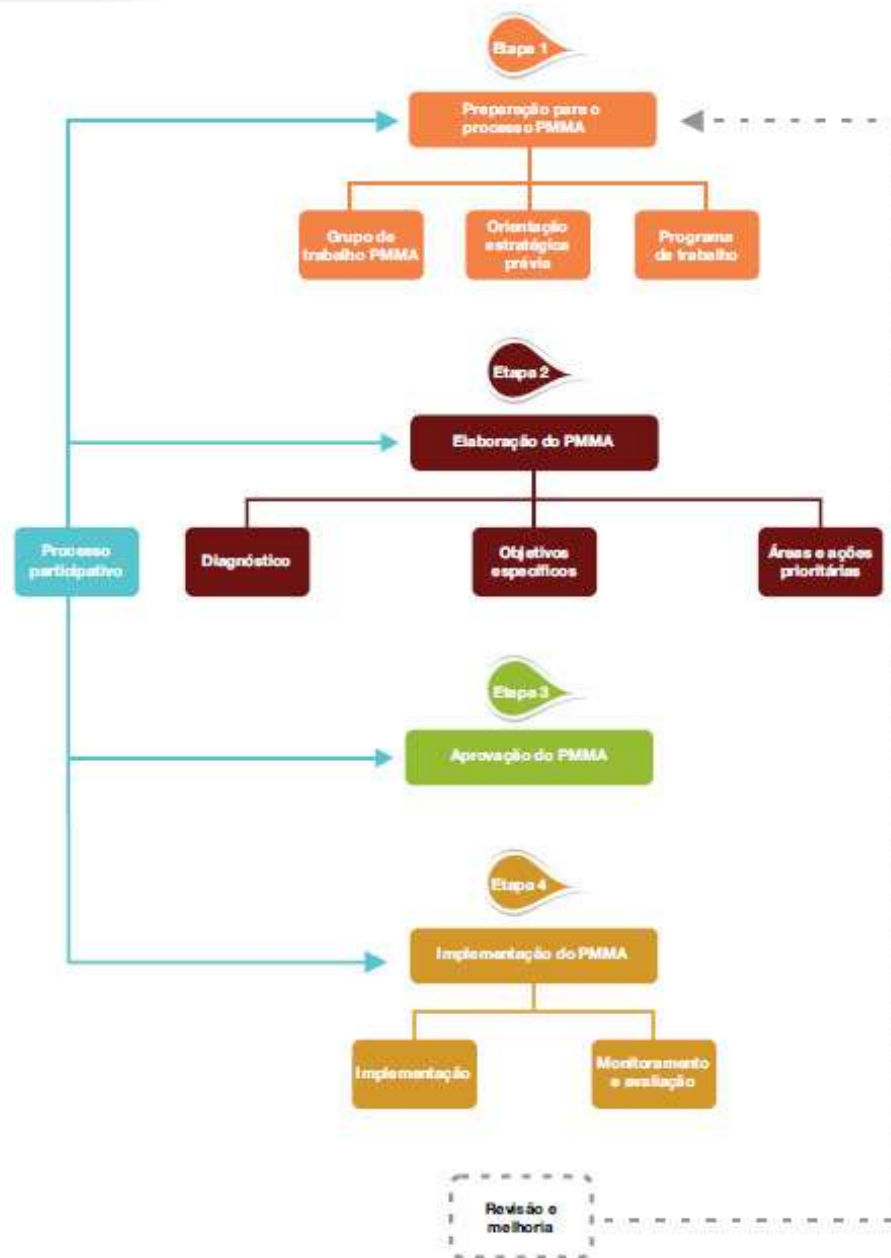 Etapa 1
Preparação para o
processo PMMA
Grupo de
trabalho PMMA
Orientação
estratégica
prévia
Programa
de trabalho
Etapa 2
Elaboração do PMMA
Processo
participativo
Diagnóstico
Objetivos
específicos
Áreas e ações
prioritárias
Etapa 3
Aprovação do PMMA
Etapa 4
Implementação do PMMA
Implementação
Monitoramento
e avaliação
Revisão e
melhoria